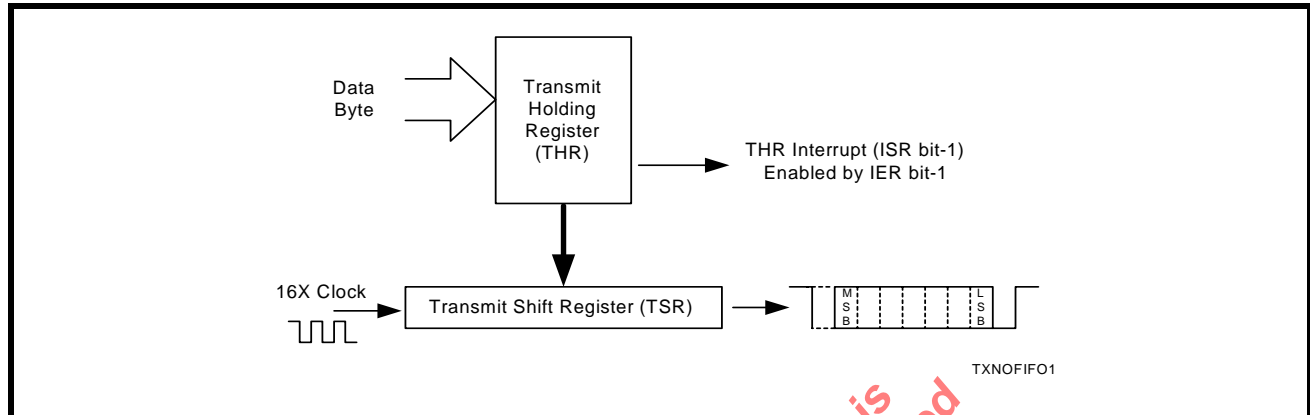 Data
Byte
Transmit
Holding
Register
(THR)
THR Interrupt (ISR bit-1)
Enabled by IER bit-1
16X Clock
Transmit Shift Register (TSR)
M
S
B
L
S
B
TXNOFIFO1
is